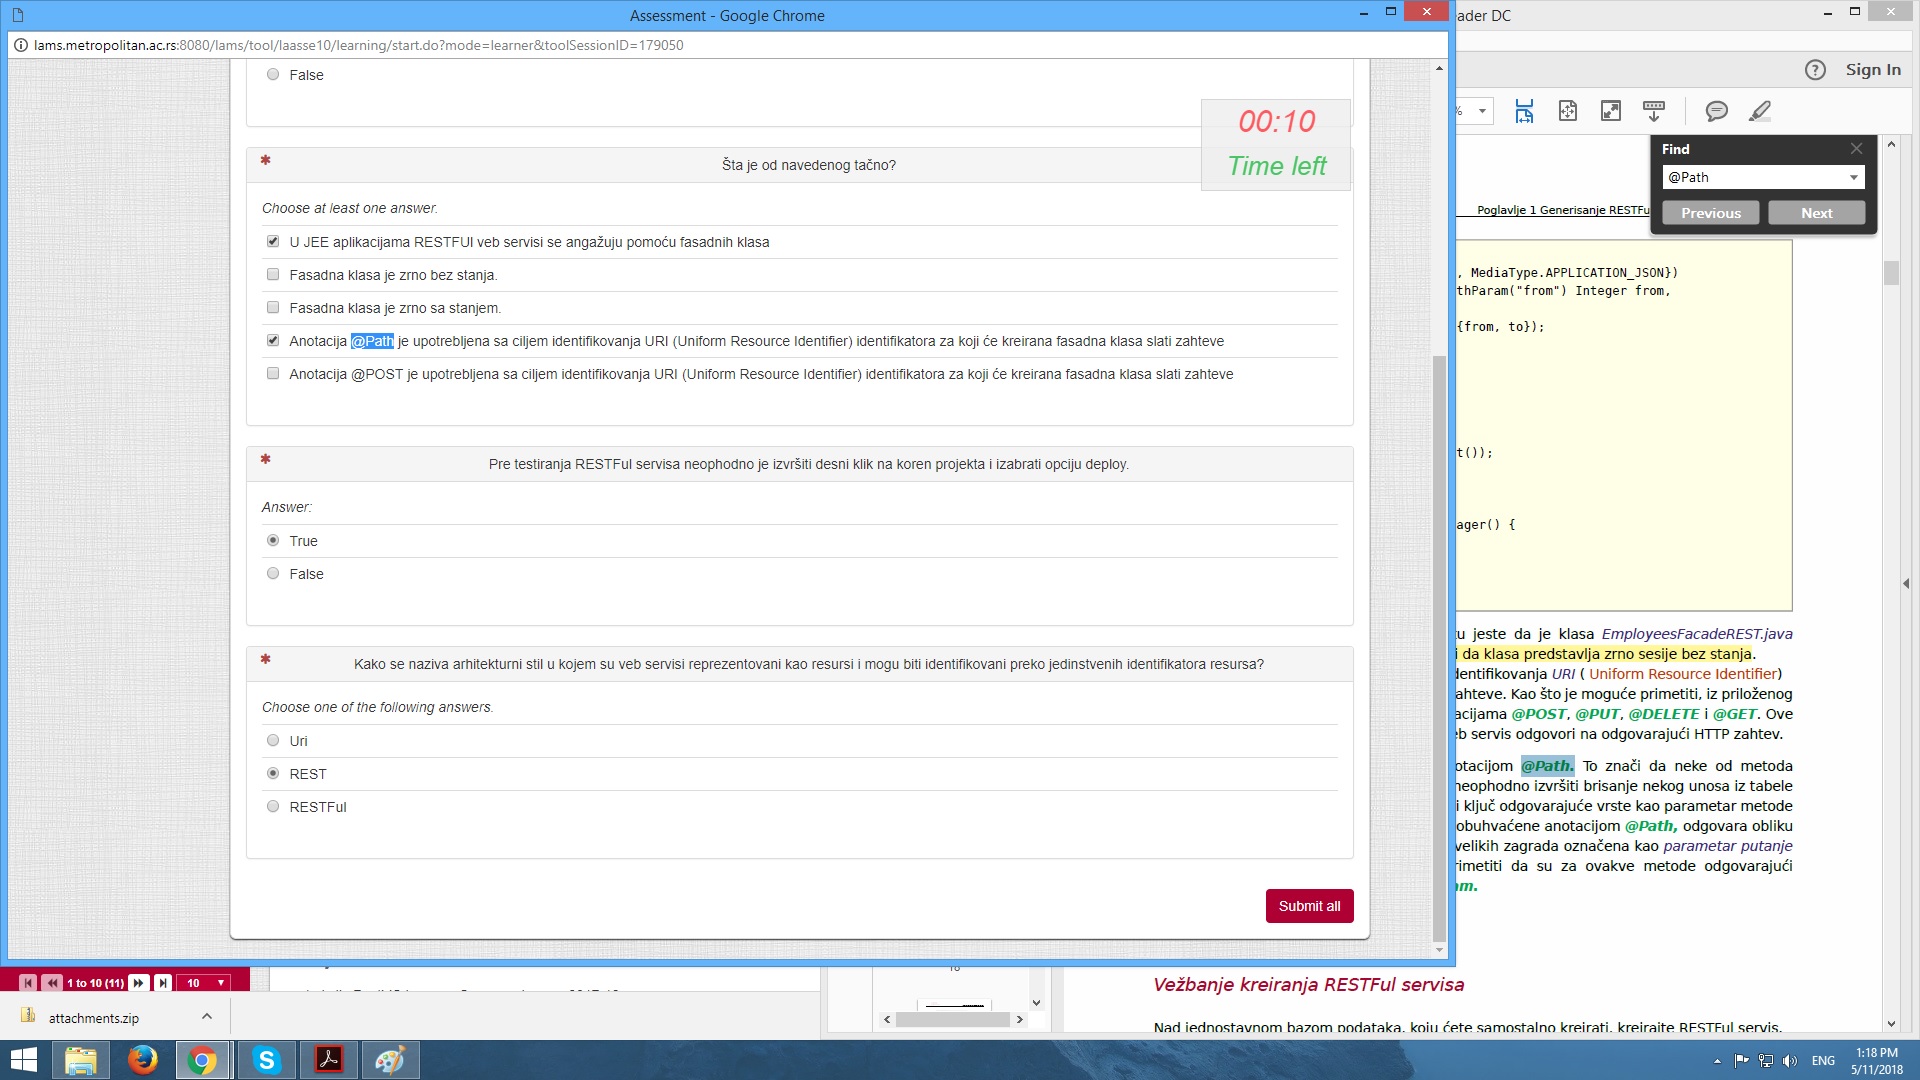 Assessment - Google Chrome
ader DC
lams.metropolitan.ac.rs:8080/lams/tool/laasse10/learning/start.do?mode=learner&toolSessionID=179050
Sign In
False
%
00:10
Time left
Find
@Path
Previous
Next
Šta je od navedenog tačno?
Choose at least one answer.
U JEE aplikacijama RESTFUl veb servisi se angažuju pomoću fasadnih klasa
Fasadna klasa je zrno bez stanja.
Fasadna klasa je zrno sa stanjem.
Anotacija @Path je upotrebljena sa ciljem identifikovanja URI (Uniform Resource Identifier) identifikatora za koji će kreirana fasadna klasa slati zahteve
Anotacija @POST je upotrebljena sa ciljem identifikovanja URI (Uniform Resource Identifier) identifikatora za koji će kreirana fasadna klasa slati zahteve
Pre testiranja RESTFul servisa neophodno je izvršiti desni klik na koren projekta i izabrati opciju deploy.
Answer:
True
False
Kako se naziva arhitekturni stil u kojem su veb servisi reprezentovani kao resursi i mogu biti identifikovani preko jedinstvenih identifikatora resursa?
Choose one of the following answers.
Uri
REST
RESTFul
Submit all
Poglavlje 1 Generisanje RESTFu
, MediaType.APPLICATION_JSON})
thParam("from") Integer from,
{from, to});
t());
ager() {
u jeste da je klasa EmployeesFacadeREST.java
i da klasa predstavlja zrno sesije bez stanja.
dentifikovanja URI ( Uniform Resource Identifier)
zahteve. Kao što je moguće primetiti, iz priloženog
acijama @POST, @PUT, @DELETE i @GET. Ove
eb servis odgovori na odgovarajući HTTP zahtev.
notacijom @Path. To znači da neke od metoda
neophodno izvršiti brisanje nekog unosa iz tabele
i ključ odgovarajuće vrste kao parametar metode
obuhvaćene anotacijom @Path, odgovara obliku
velikih zagrada označena kao parametar putanje
rimetiti da su za ovakve metode odgovarajući
am.
Vežbanje kreiranja RESTFul servisa
Nad jednostavnom bazom podataka, koju ćete samostalno kreirati, kreirajte RESTFul servis.
1 to 10 (11)
10
attachments.zip
ENG
1:18 PM
5/11/2018